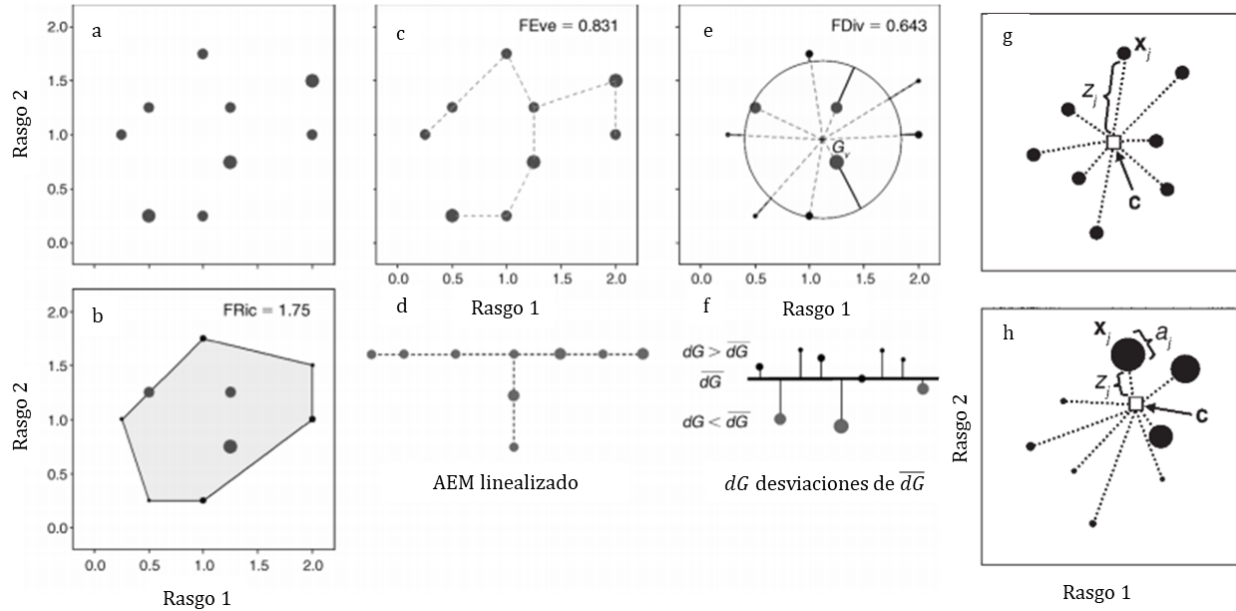 a
2.0
1.5
1.0
0.5
0.0
Rasgo 2
c
FEve = 0.831
0.0
0.5
1.0
1.5
2.0
Rasgo 1
e
FDiv = 0.643
G
v
0.0
0.5
1.0
1.5
2.0
Rasgo 1
g
x j
z j
C
b
FRic = 1.75
2.0
1.5
1.0
0.5
0.0
Rasgo 2
0.0
0.5
1.0
1.5
2.0
Rasgo 1
d
AEM linealizado
f
dG > dG̅
dG̅
dG < dG̅
dG desviaciones de dG̅
h
x j
a j
z j
C
Rasgo 2
Rasgo 1